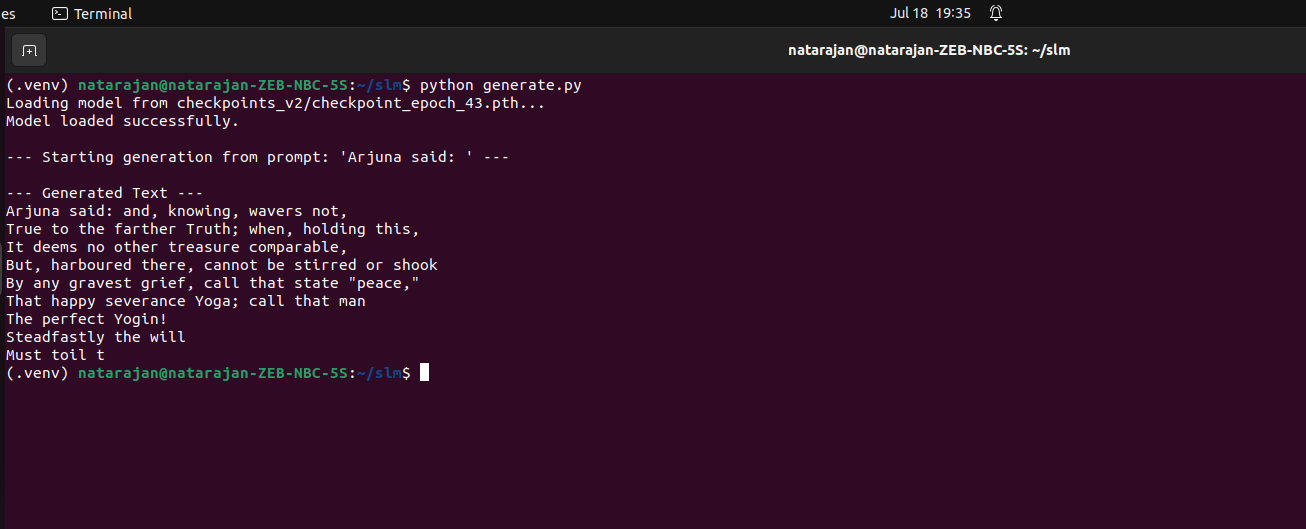 es Terminal Jul 18 19:35
natarajan@natarajan-ZEB-NBC-5S: ~/slm
(.venv) natarajan@natarajan-ZEB-NBC-5S:~/slm$ python generate.py
Loading model from checkpoints_v2/checkpoint_epoch_43.pth...
Model loaded successfully.
--- Starting generation from prompt: 'Arjuna said: ' ---
--- Generated Text ---
Arjuna said: and, knowing, wavers not,
True to the farther Truth; when, holding this,
It deems no other treasure comparable,
But, harboured there, cannot be stirred or shook
By any gravest grief, call that state "peace,"
That happy severance Yoga; call that man
The perfect Yogin!
Steadfastly the will
Must toil t
(.venv) natarajan@natarajan-ZEB-NBC-5S:~/slm$